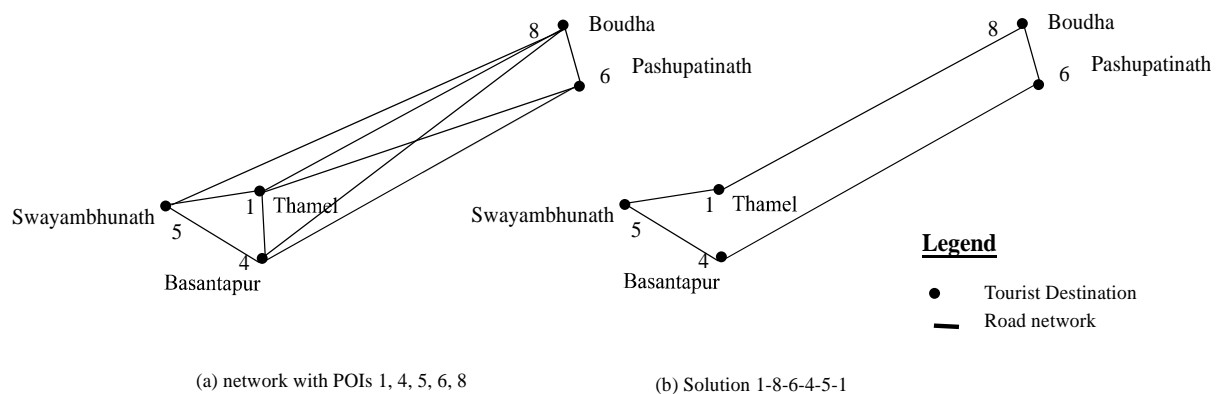 8
Boudha
6
Pashupatinath
Swayambhunath
5
1
Thamel
4
Basantapur
(a) network with POIs 1, 4, 5, 6, 8
8
Boudha
6
Pashupatinath
Swayambhunath
5
1
Thamel
4
Basantapur
(b) Solution 1-8-6-4-5-1
Legend
Tourist Destination
Road network